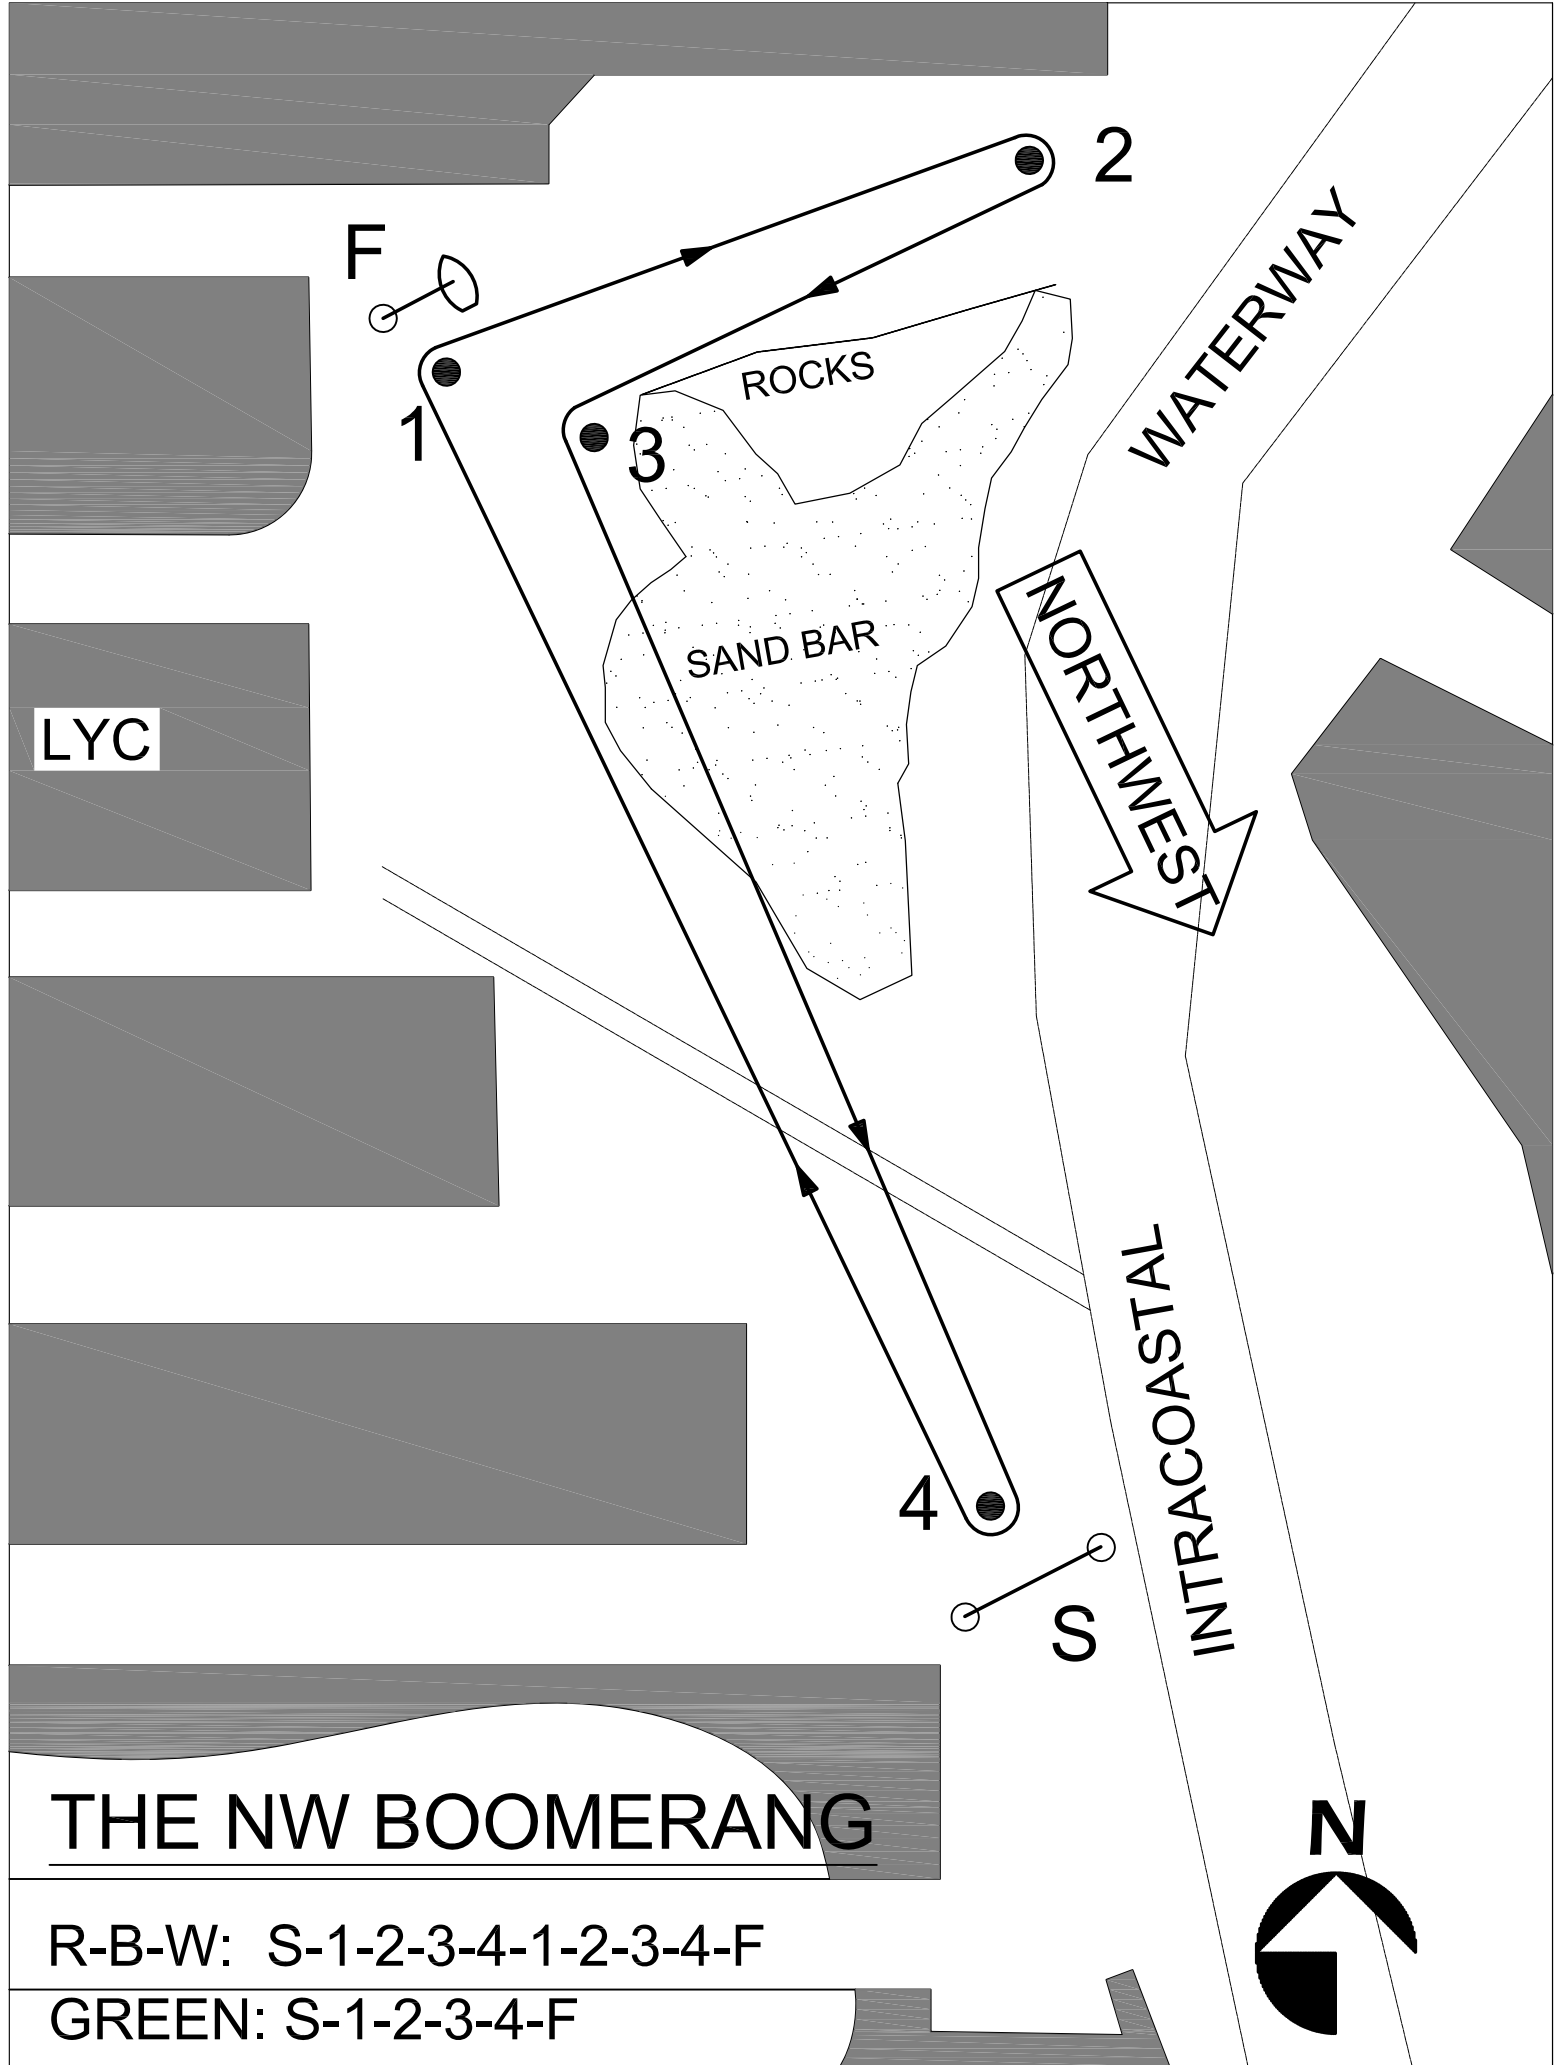 2
F
ROCKS
1
3
WATERWAY
SAND BAR
NORTHWEST
LYC
INTRACOASTAL
4
S
THE NW BOOMERANG
N
R-B-W: S-1-2-3-4-1-2-3-4-F
GREEN: S-1-2-3-4-F